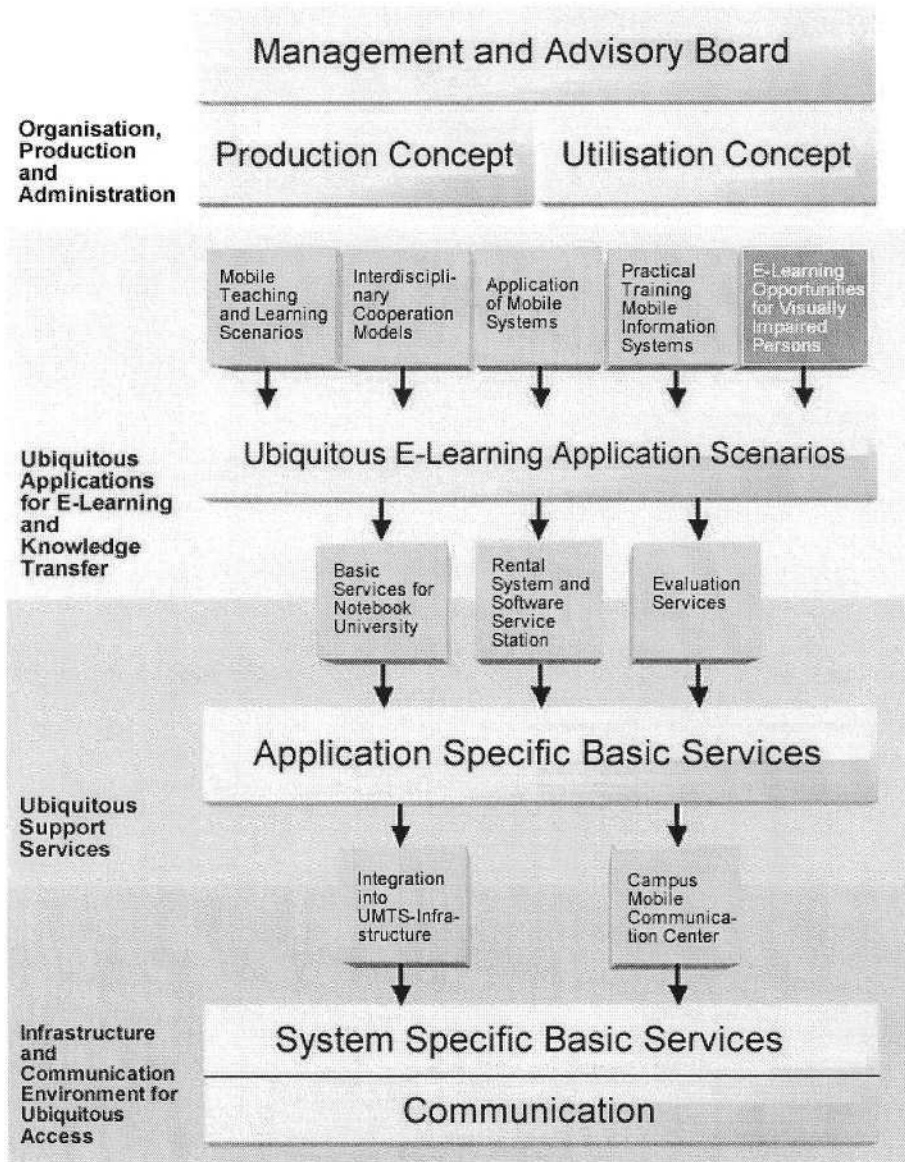 Management and Advisory Board
Organisation,
Production
and
Administration
Production Concept
Utilisation Concept
Mobile
Teaching
and Learning
Scenarios
Interdiscipli-
nary
Cooperation
Models
Application
of Mobile
Systems
Practical
Training
Mobile
Information
Systems
E-Learning
Opportunities
for Visually
Impaired
Persons
Ubiquitous
Applications
for E-Learning
and
Knowledge
Transfer
Ubiquitous E-Learning Application Scenarios
Basic
Services for
Notebook
University
Rental
System and
Software
Service
Station
Evaluation
Services
Application Specific Basic Services
Ubiquitous
Support
Services
Integration
into
UMTS-Infra-
structure
Campus
Mobile
Communica-
tion Center
Infrastructure
and
Communication
Environment for
Ubiquitous
Access
System Specific Basic Services
Communication